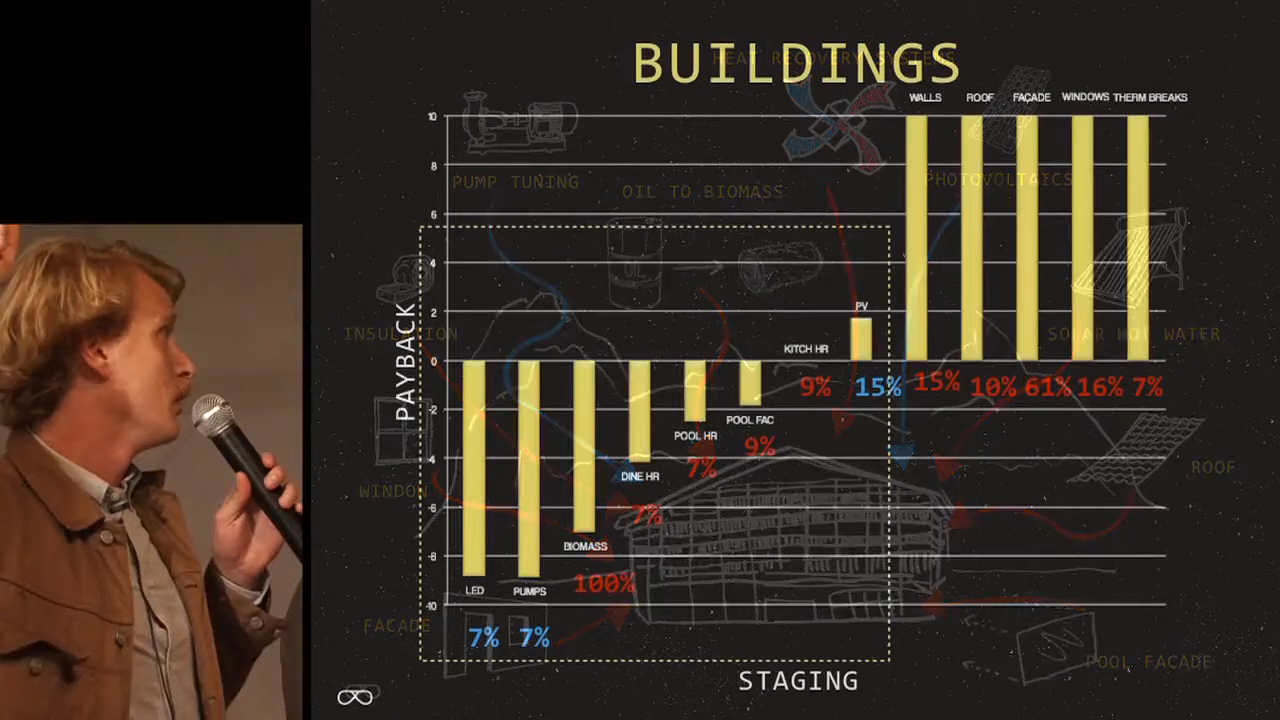 BUILDINGS
HEAT RECOVERY SYSTEMS
WALLS ROOF FAÇADE WINDOWS THERM BREAKS
10
8
PUMP TUNING OIL TO BIOMASS PHOTOVOLTAICS
6
4
2 PV
INSULATION SOLAR HOT WATER
KITCH HR
0
9% 15% 15% 10% 61% 16% 7%
PAYBACK
-2
POOL FAC
POOL HR 9%
-4 7% ROOF
DINE HR
WINDOW
-6 7%
BIOMASS
-8 100%
LED PUMPS
-10
FACADE 7% 7%
POOL FACADE
STAGING